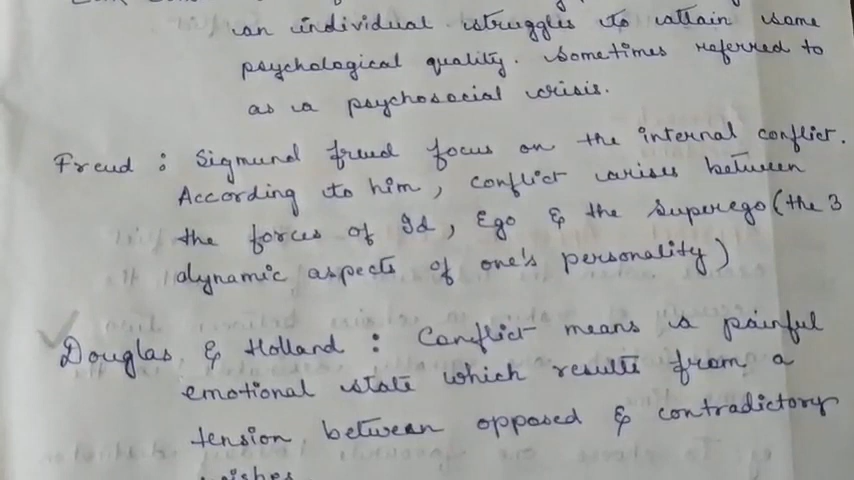 an individual struggles to attain some
psychological quality. Sometimes referred to
as a psychosocial crisis.
Freud : Sigmund freud focus on the internal conflict.
According to him, conflict arises between
the forces of Id, Ego & the Superego (the 3
dynamic aspects of one's personality)
Douglas & Holland : Conflict means a painful
emotional state which results from a
tension between opposed & contradictory
wishes